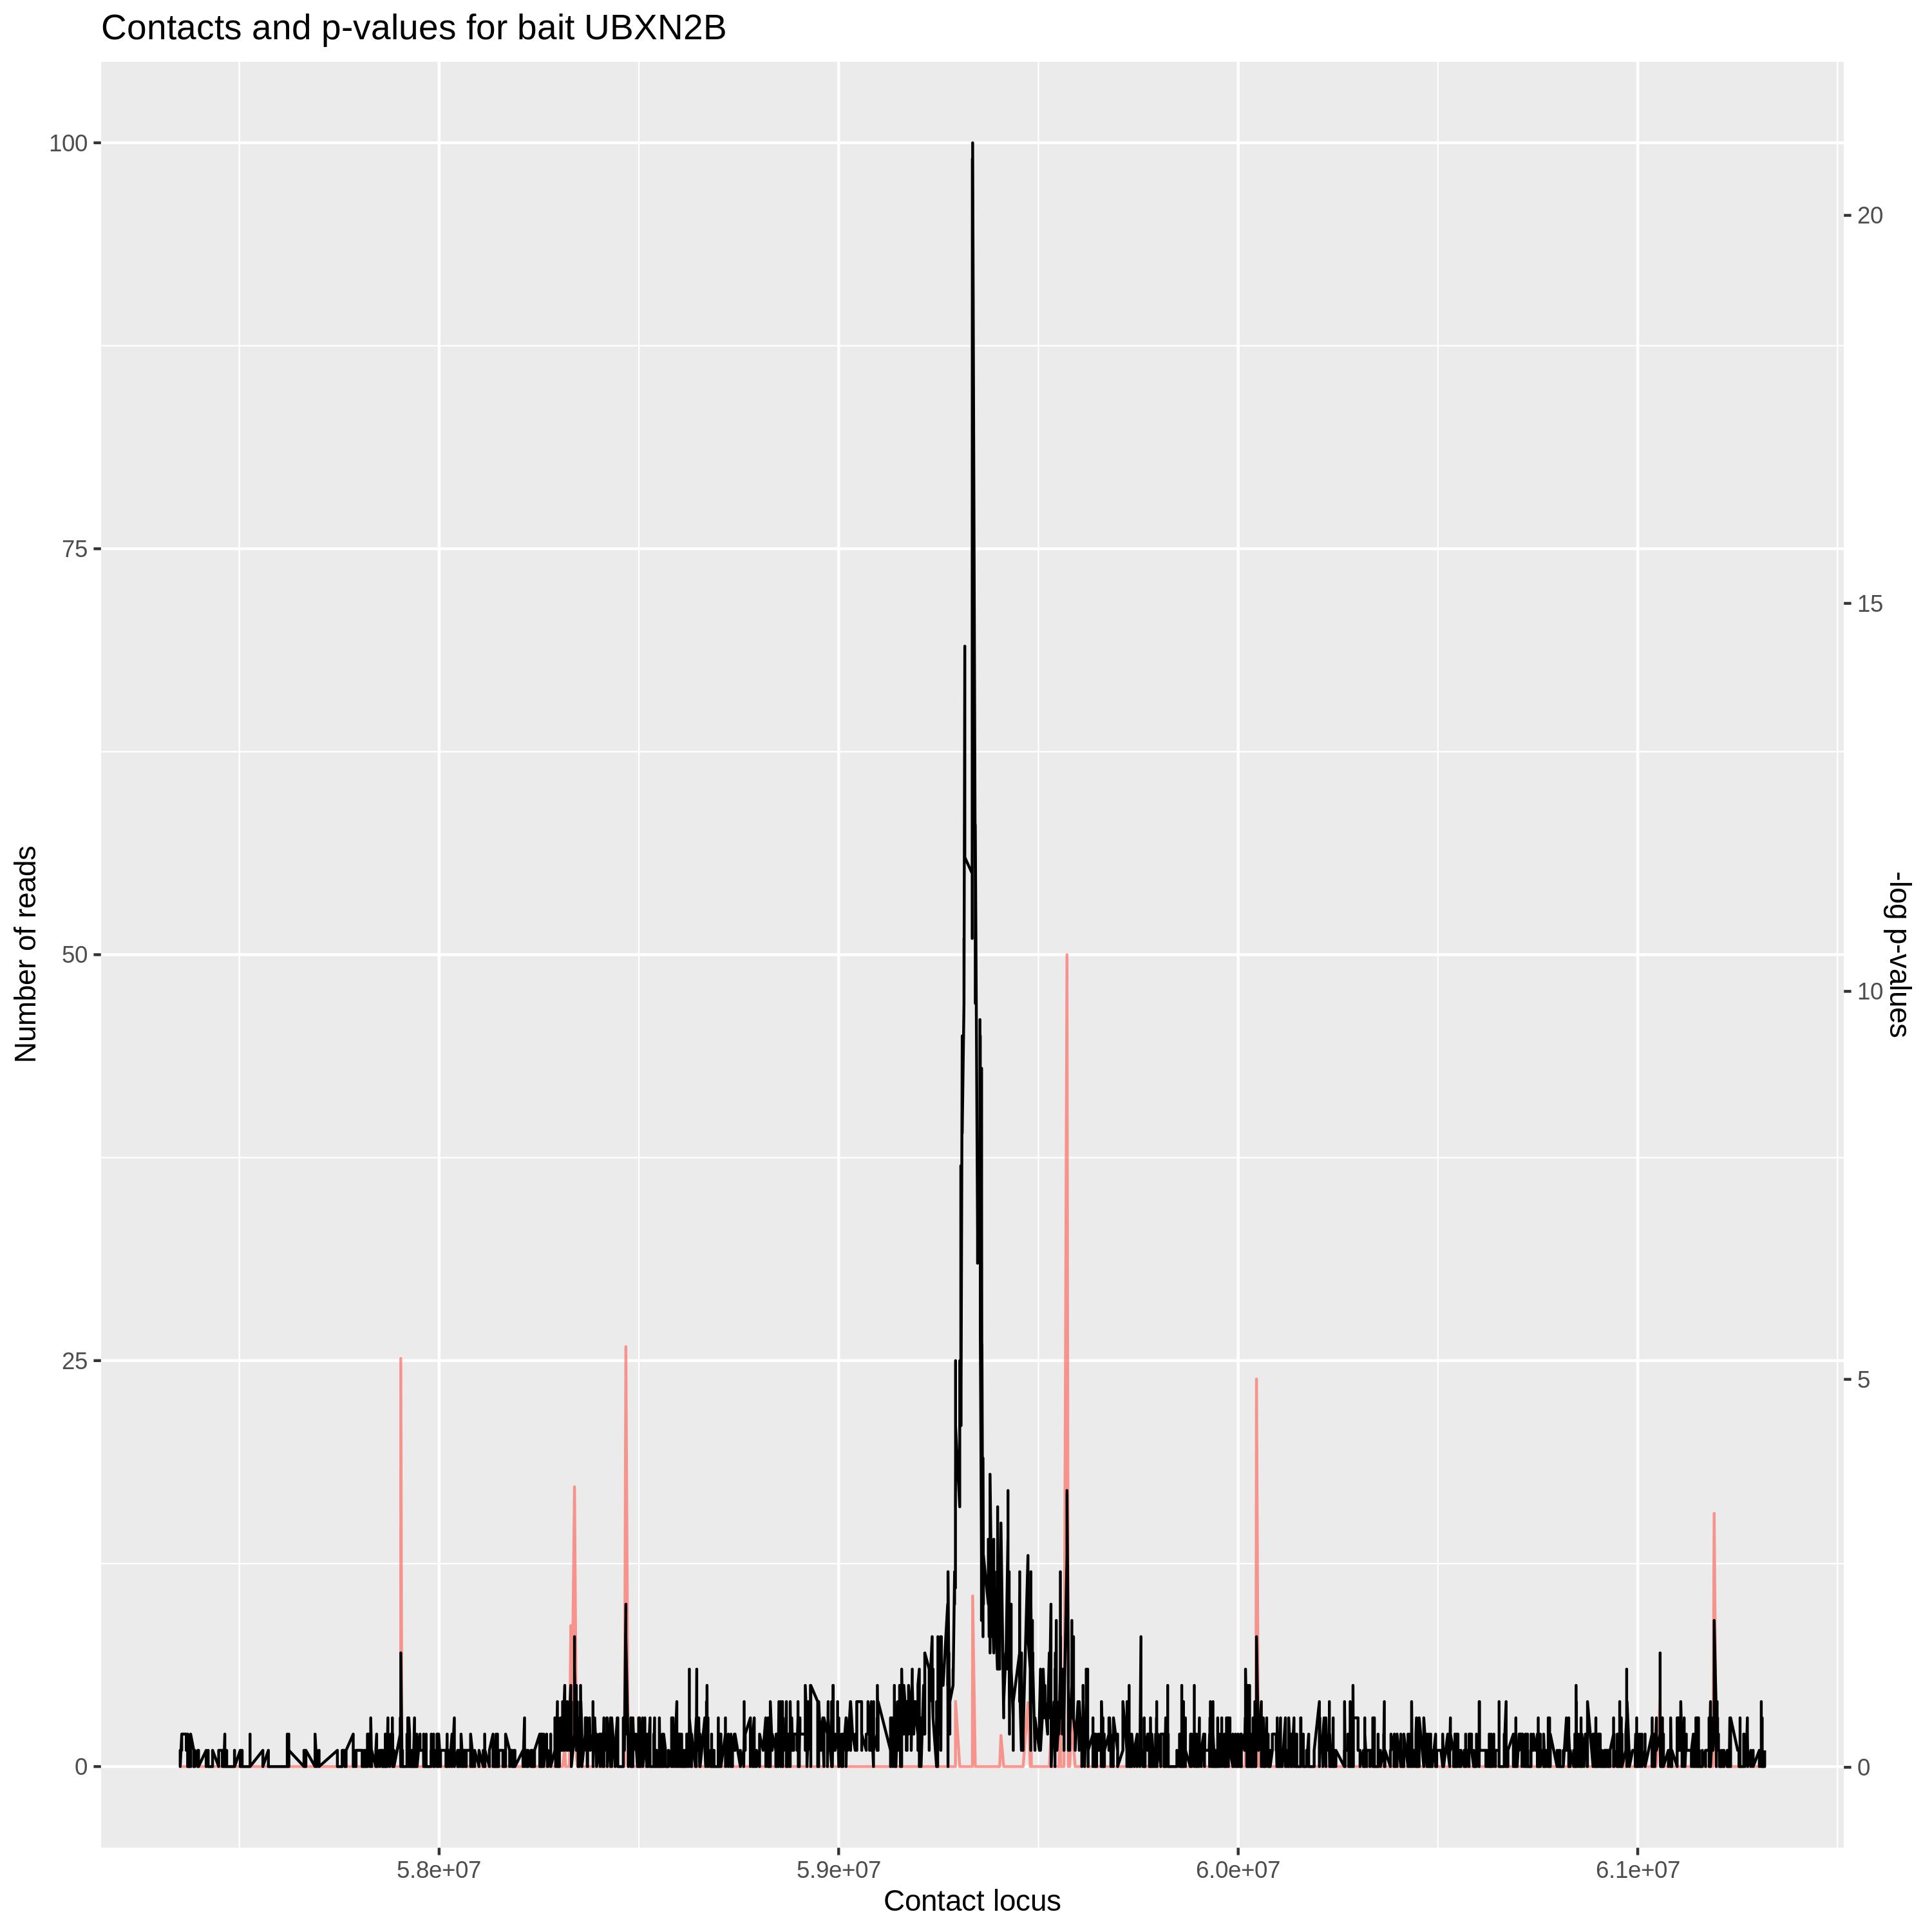 Contacts and p-values for bait UBXN2B
100
75
50
25
0
20
15
10
5
0
Number of reads
-log p-values
5.8e+07 5.9e+07 6.0e+07 6.1e+07
Contact locus